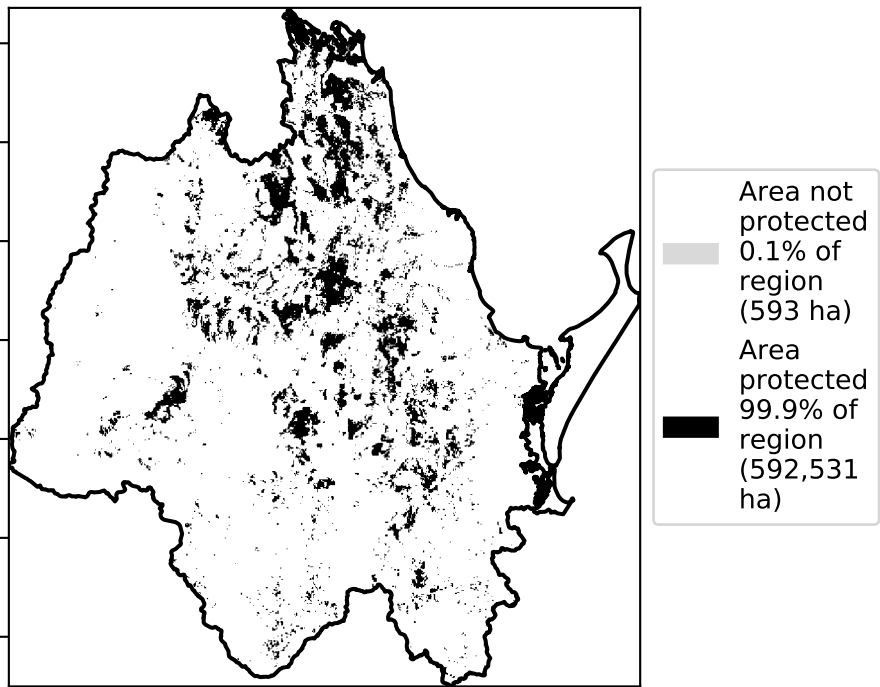 Area not
protected
0.1% of
region
(593 ha)
Area
protected
99.9% of
region
(592,531
ha)